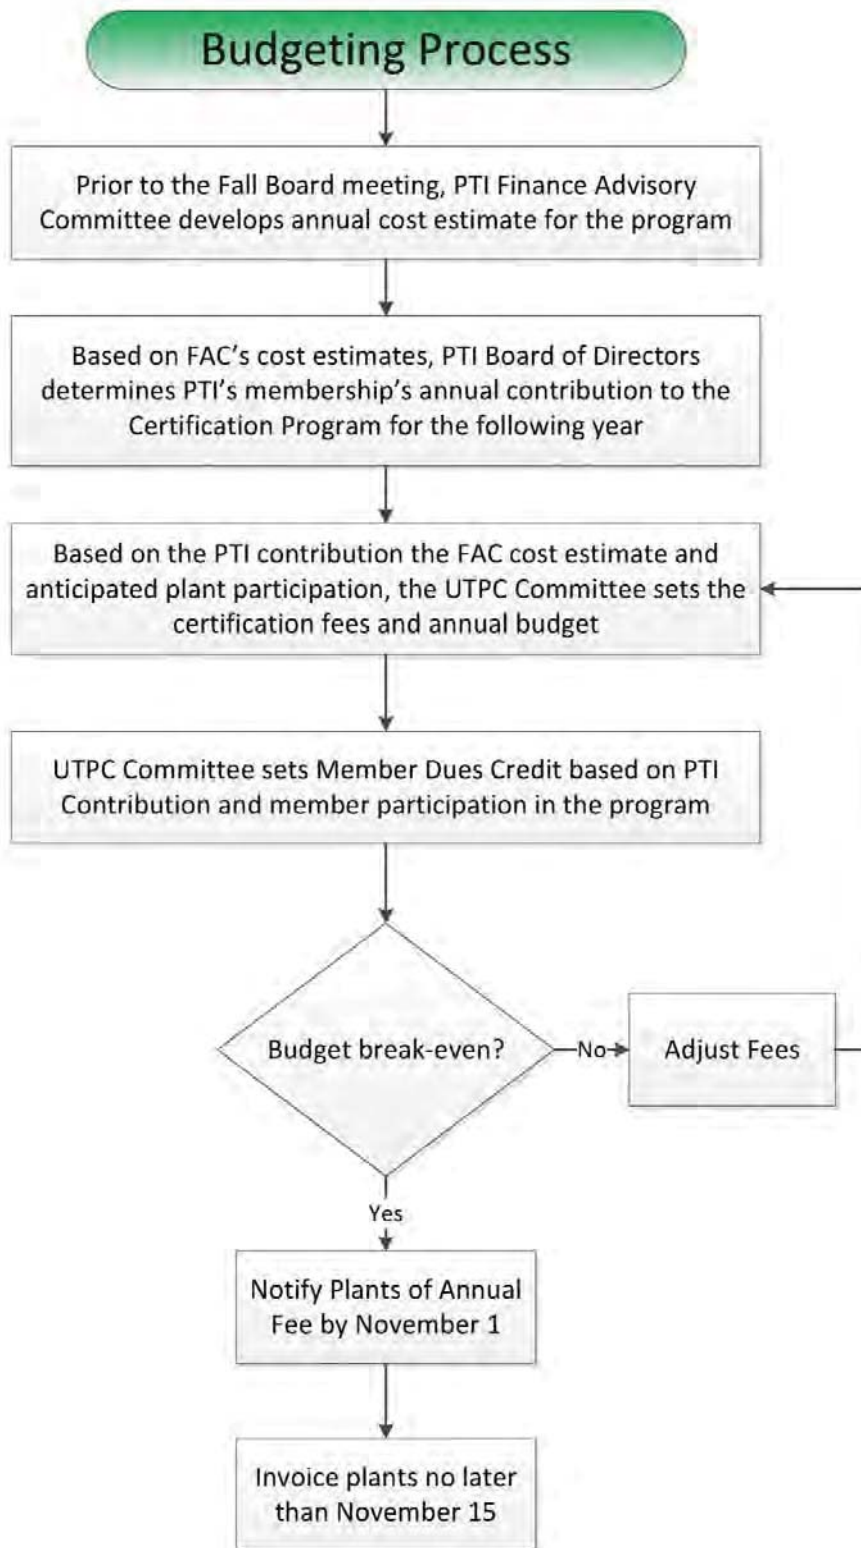 Budgeting Process
Prior to the Fall Board meeting, PTI Finance Advisory
Committee develops annual cost estimate for the program
Based on FAC's cost estimates, PTI Board of Directors
determines PTI's membership's annual contribution to the
Certification Program for the following year
Based on the PTI contribution the FAC cost estimate and
anticipated plant participation, the UTPC Committee sets the
certification fees and annual budget
UTPC Committee sets Member Dues Credit based on PTI
Contribution and member participation in the program
Budget break-even?
No
Adjust Fees
Yes
Notify Plants of Annual
Fee by November 1
Invoice plants no later
than November 15